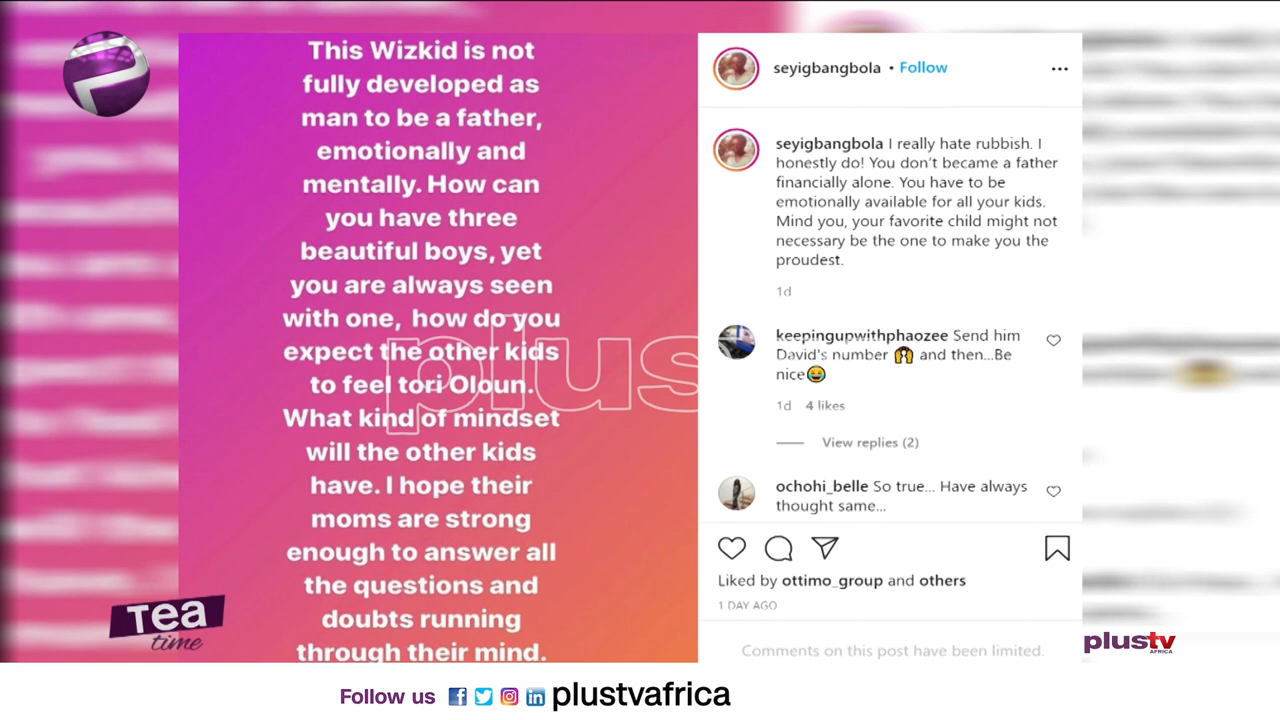 This Wizkid is not
fully developed as
man to be a father,
emotionally and
mentally. How can
you have three
beautiful boys, yet
you are always seen
with one, how do you
expect the other kids
to feel tori Oloun.
What kind of mindset
will the other kids
have. I hope their
moms are strong
enough to answer all
the questions and
doubts running
through their mind.
plus
seyigbangbola • Follow
seyigbangbola I really hate rubbish. I
honestly do! You don't became a father
financially alone. You have to be
emotionally available for all your kids.
Mind you, your favorite child might not
necessary be the one to make you the
proudest.
1d
keepingupwithphaozee Send him
David's number 🙌 and then...Be
nice😂
1d 4 likes
View replies (2)
ochohi_belle So true... Have always
thought same...
Liked by ottimo_group and others
1 DAY AGO
Comments on this post have been limited.
Tea
time
plustv
AFRICA
Follow us plustvafrica